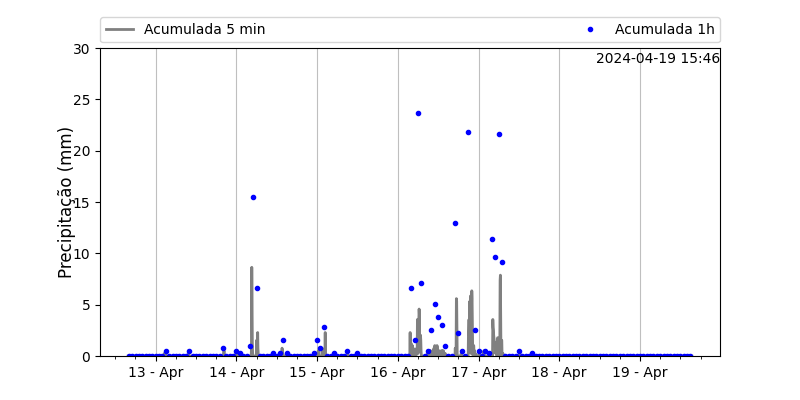 Acumulada 5 min
Acumulada 1h
2024-04-19 15:46
Precipitação (mm)
30
25
20
15
10
5
0
13 - Apr
14 - Apr
15 - Apr
16 - Apr
17 - Apr
18 - Apr
19 - Apr